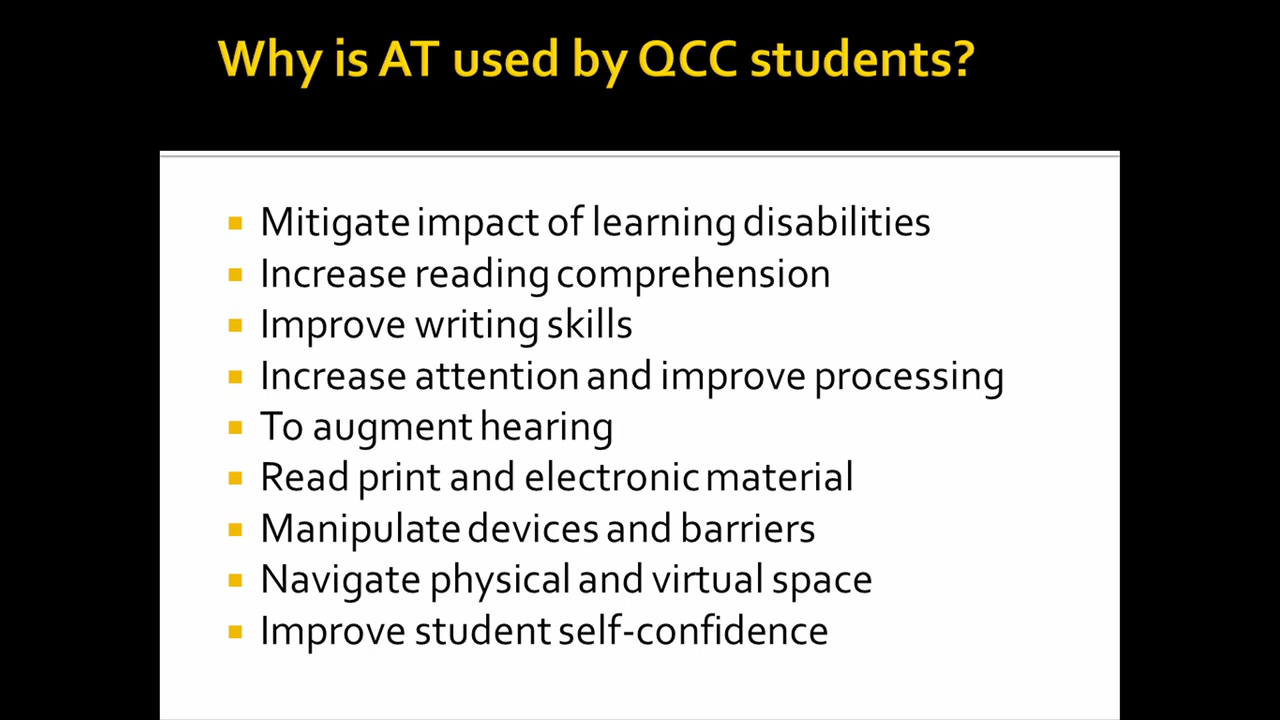 Why is AT used by QCC students?
Mitigate impact of learning disabilities
Increase reading comprehension
Improve writing skills
Increase attention and improve processing
To augment hearing
Read print and electronic material
Manipulate devices and barriers
Navigate physical and virtual space
Improve student self-confidence